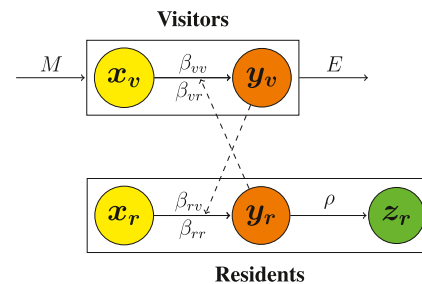 Visitors
M x_v β_vv y_v E
β_vr
x_r β_rv y_r ρ z_r
β_rr
Residents